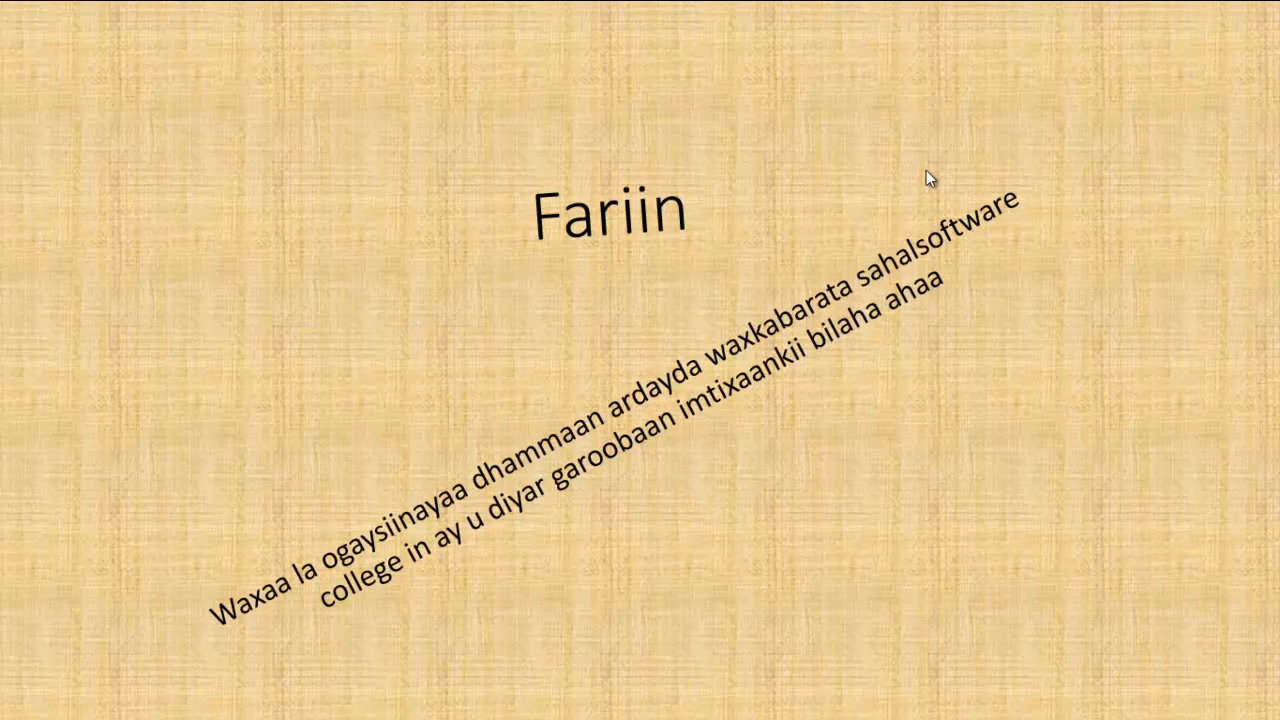 Fariin
Waxaa la ogaysiinayaa dhammaan ardayda waxkabarata sahalsoftware
college in ay u diyar garoobaan imtixaankii bilaha ahaa